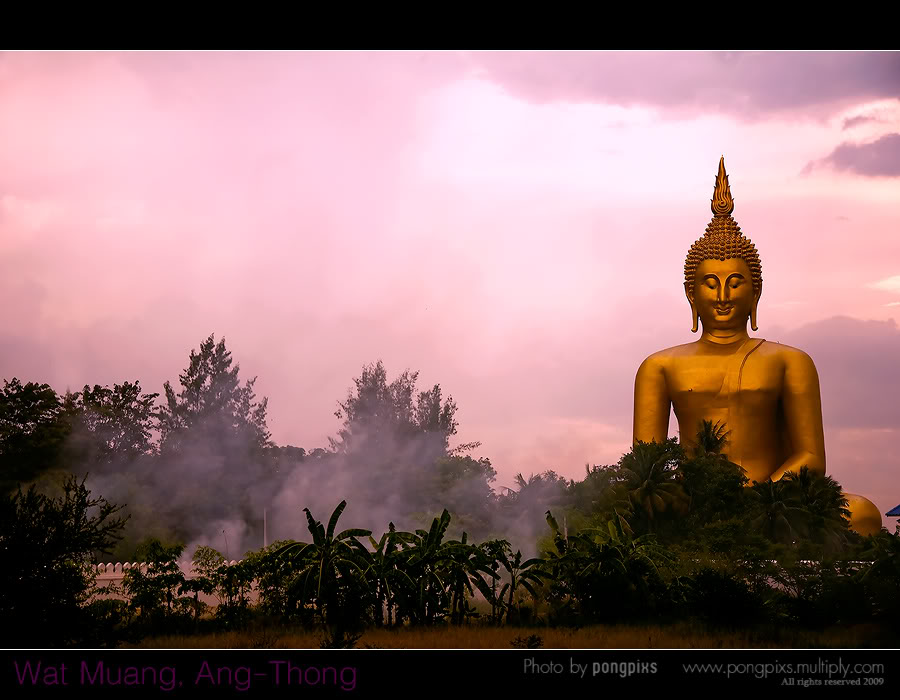 Wat Muang, Ang-Thong
Photo by pongpixs www.pongpixs.multiply.com
All rights reserved 2009